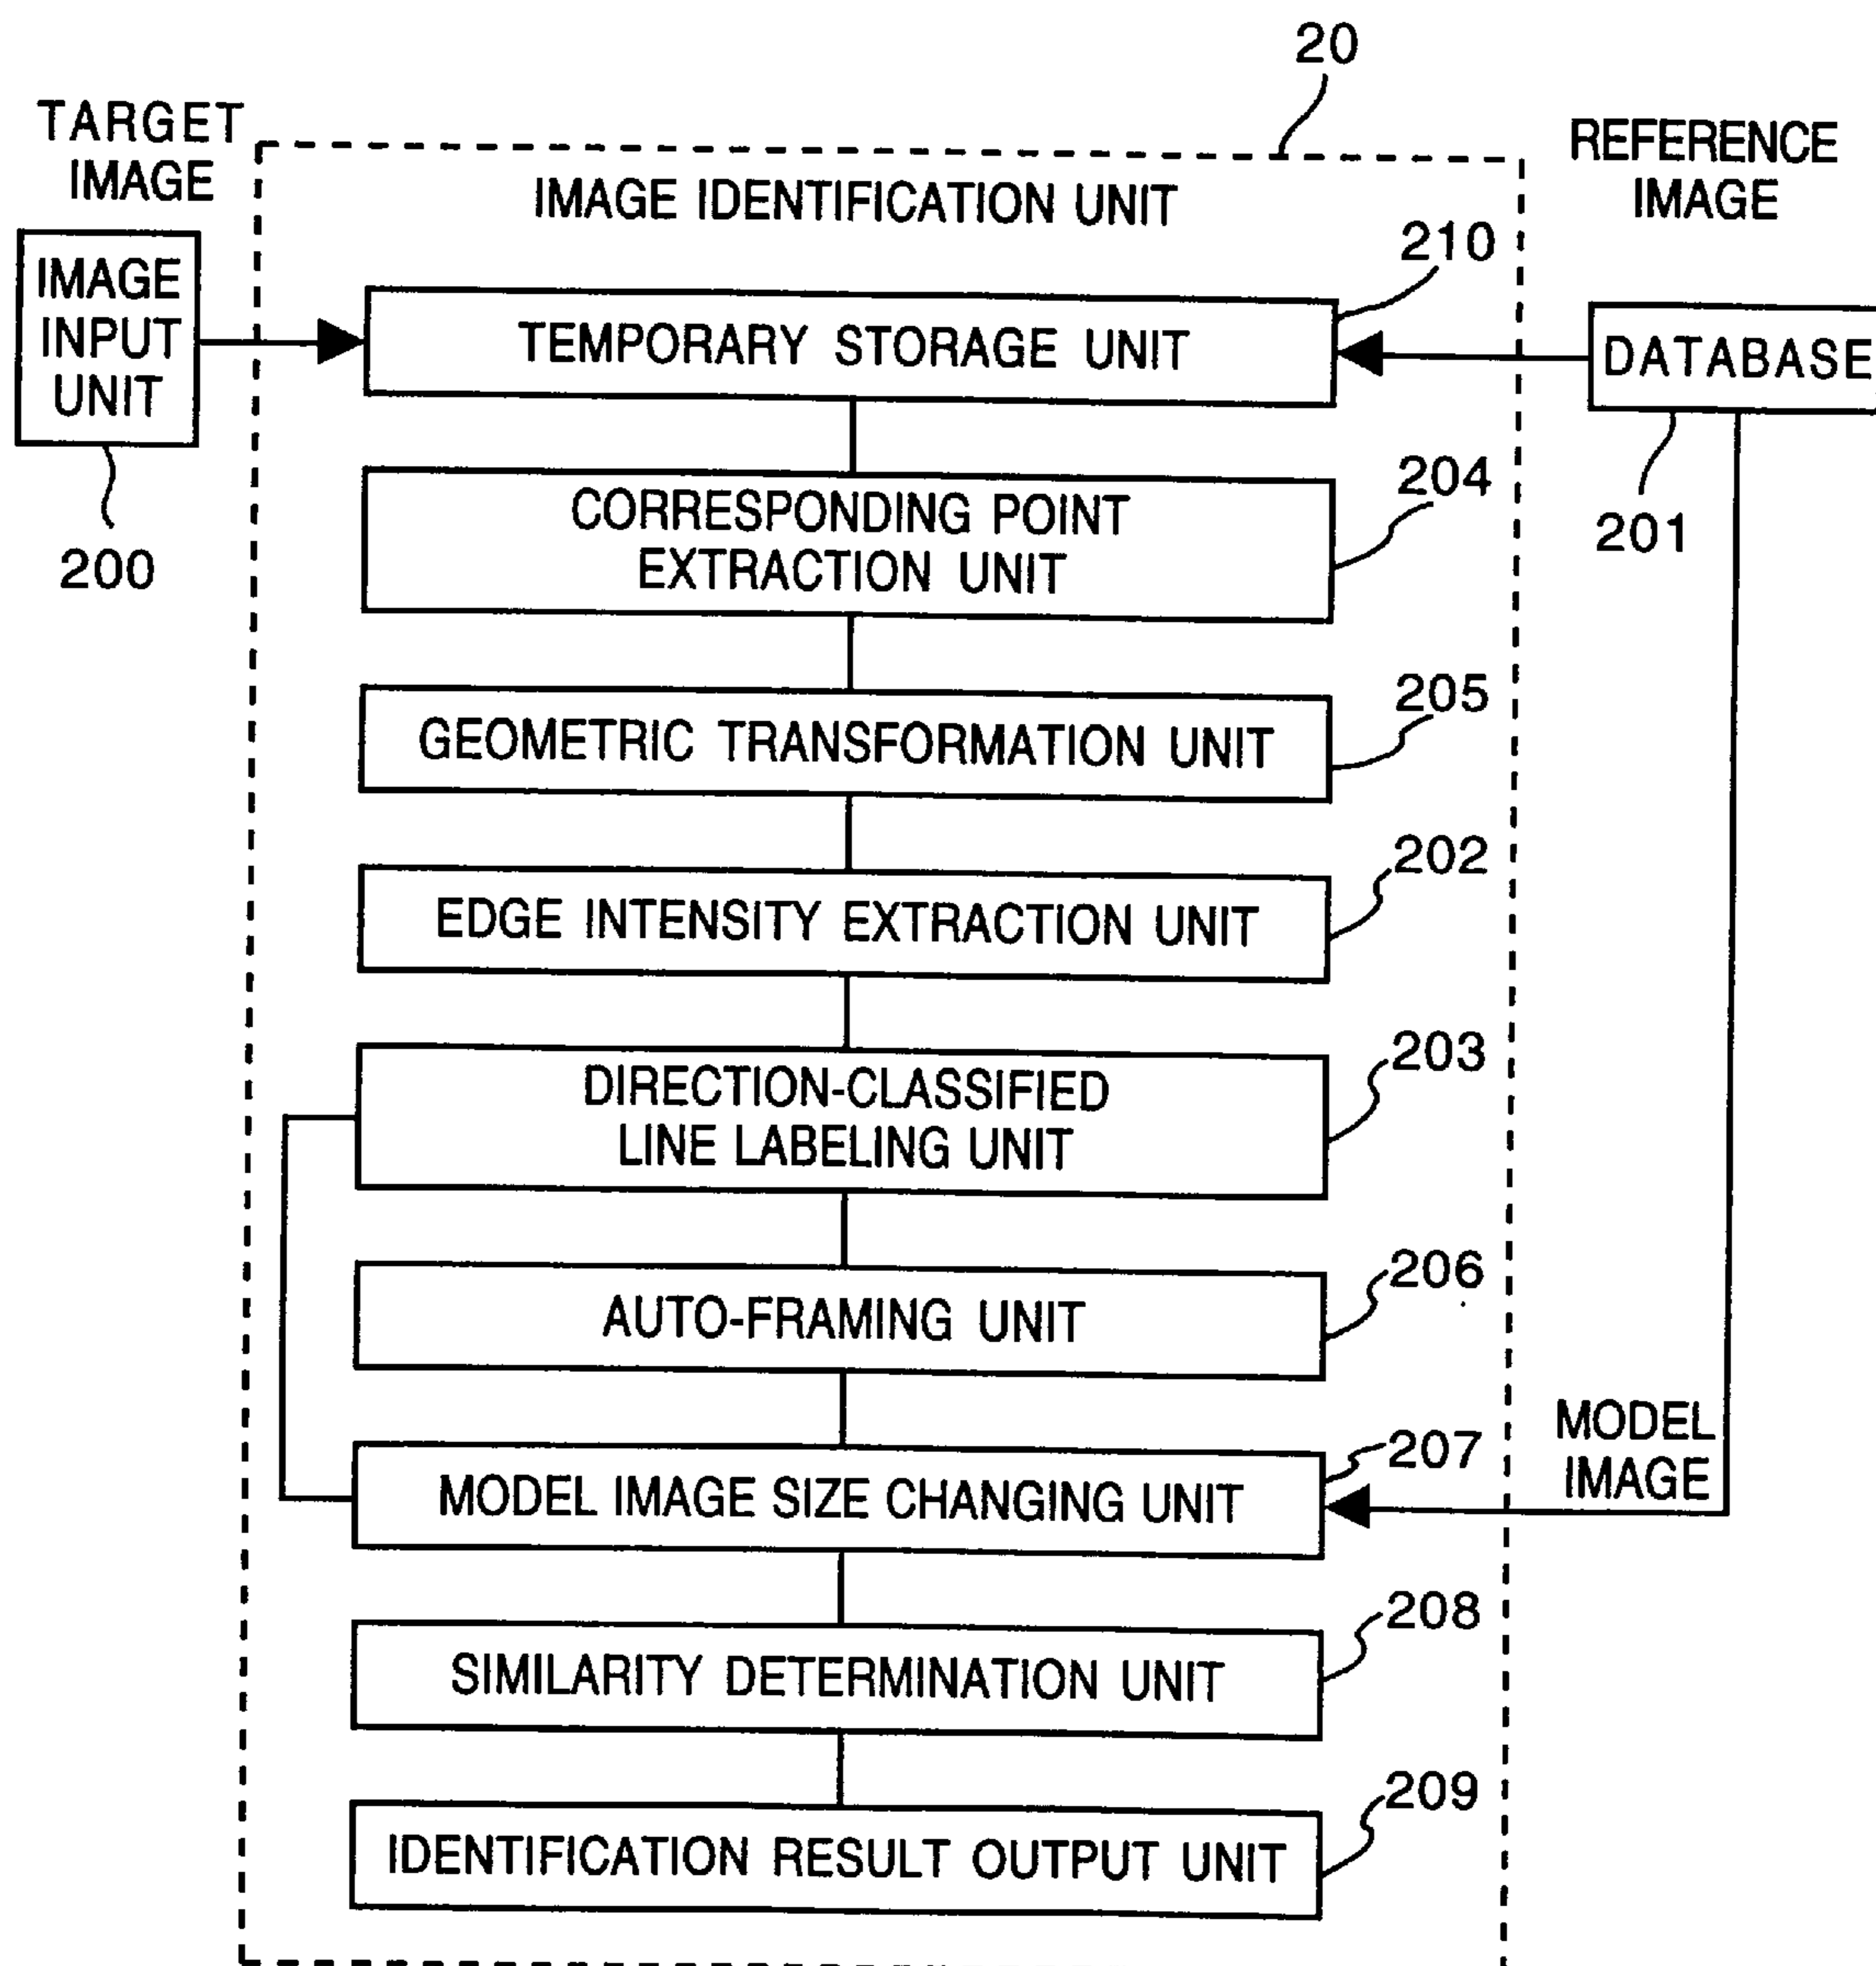 20
TARGET
IMAGE
REFERENCE
IMAGE
IMAGE IDENTIFICATION UNIT
210
IMAGE
INPUT
UNIT
TEMPORARY STORAGE UNIT
DATABASE
204
CORRESPONDING POINT
EXTRACTION UNIT
201
200
205
GEOMETRIC TRANSFORMATION UNIT
202
EDGE INTENSITY EXTRACTION UNIT
203
DIRECTION-CLASSIFIED
LINE LABELING UNIT
206
AUTO-FRAMING UNIT
207
MODEL
IMAGE
MODEL IMAGE SIZE CHANGING UNIT
208
SIMILARITY DETERMINATION UNIT
209
IDENTIFICATION RESULT OUTPUT UNIT